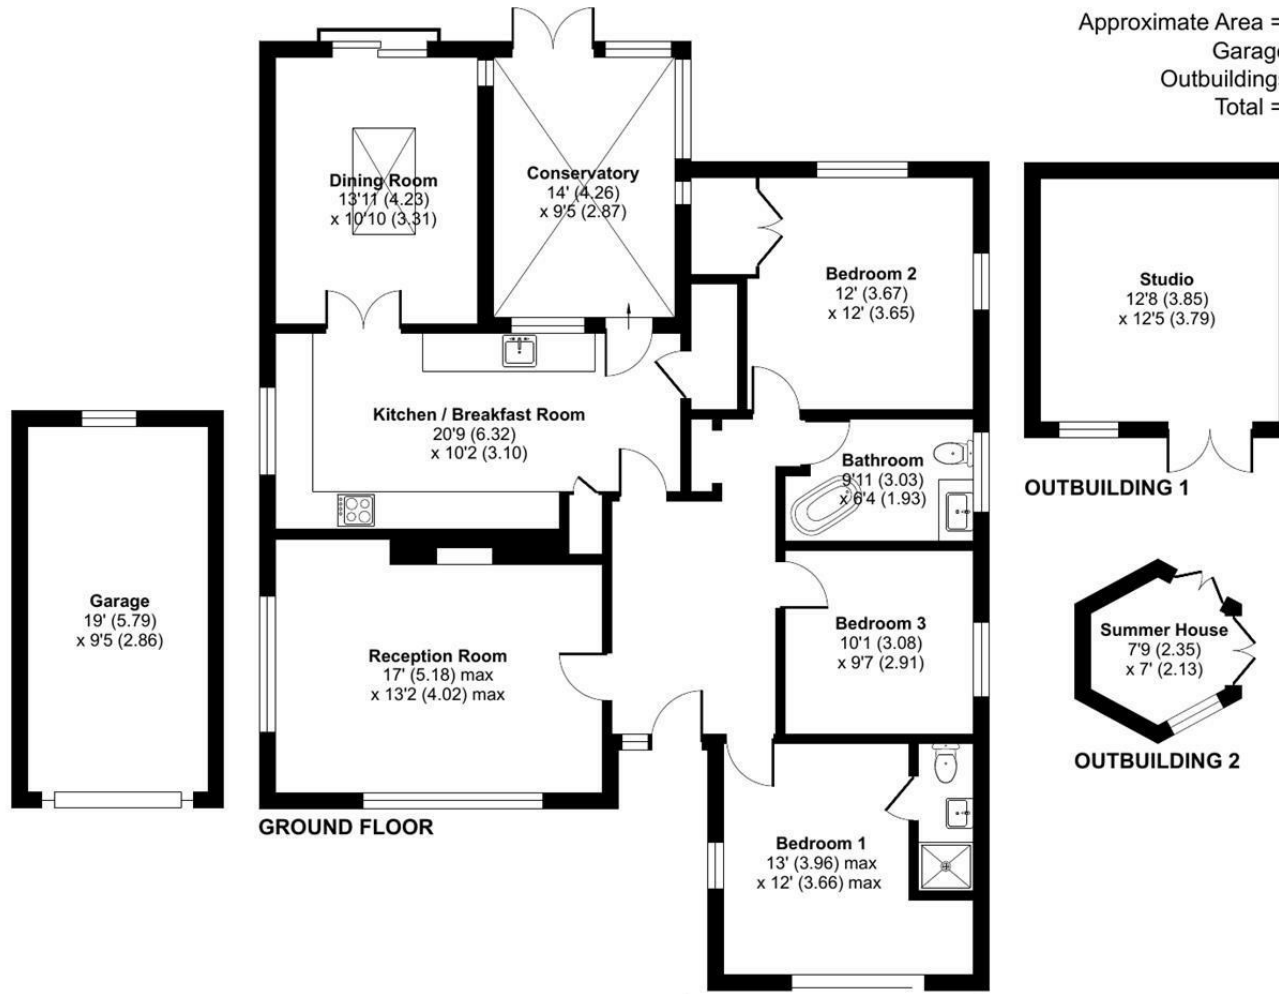 Approximate Area =
Garage
Outbuildings
Total =
Dining Room
13'11 (4.23)
x 10'10 (3.31)
Conservatory
14' (4.26)
x 9'5 (2.87)
Bedroom 2
12' (3.67)
x 12' (3.65)
Studio
12'8 (3.85)
x 12'5 (3.79)
Kitchen / Breakfast Room
20'9 (6.32)
x 10'2 (3.10)
Bathroom
9'11 (3.03)
x 6'4 (1.93)
OUTBUILDING 1
Garage
19' (5.79)
x 9'5 (2.86)
Reception Room
17' (5.18) max
x 13'2 (4.02) max
Bedroom 3
10'1 (3.08)
x 9'7 (2.91)
Summer House
7'9 (2.35)
x 7' (2.13)
OUTBUILDING 2
GROUND FLOOR
Bedroom 1
13' (3.96) max
x 12' (3.66) max